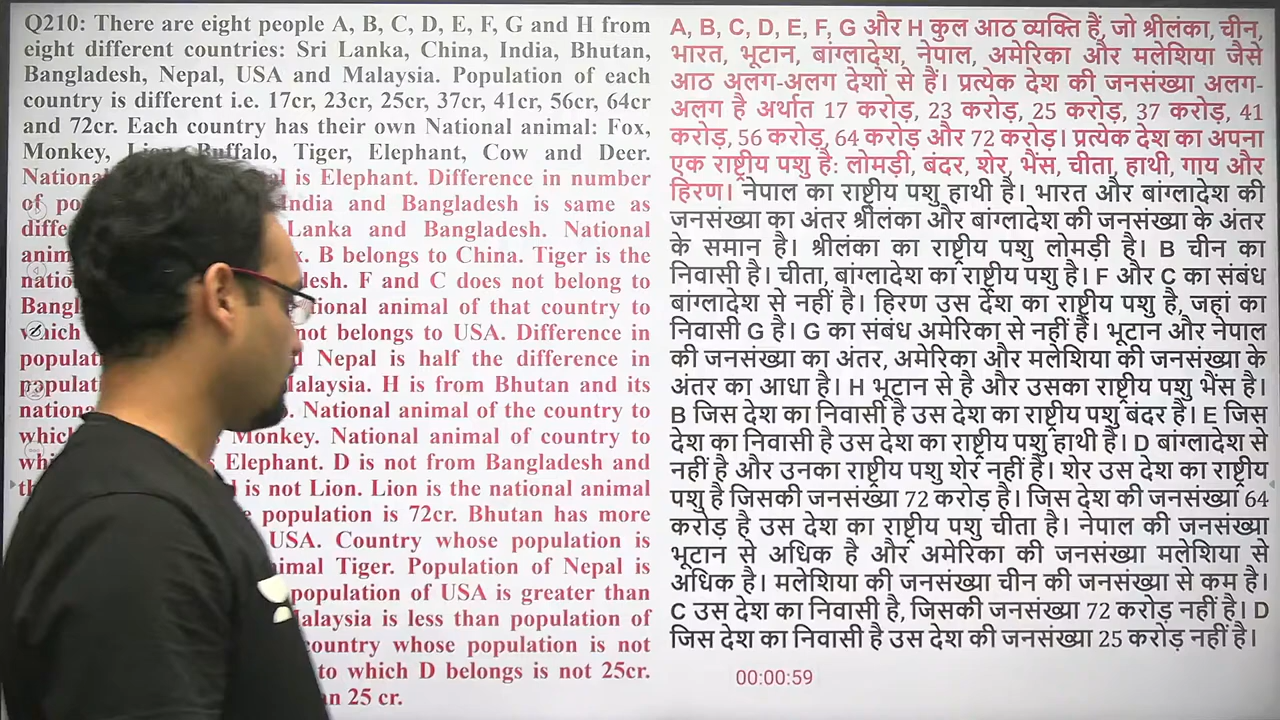 Q210: There are eight people A, B, C, D, E, F, G and H from
eight different countries: Sri Lanka, China, India, Bhutan,
Bangladesh, Nepal, USA and Malaysia. Population of each
country is different i.e. 17cr, 23cr, 25cr, 37cr, 41cr, 56cr, 64cr
and 72cr. Each country has their own National animal: Fox,
Monkey, Lion, Buffalo, Tiger, Elephant, Cow and Deer.
is Elephant. Difference in number
of India and Bangladesh is same as
Lanka and Bangladesh. National
B belongs to China. Tiger is the
F and C does not belong to
animal of that country to
which not belongs to USA. Difference in
Nepal is half the difference in
H is from Bhutan and its
National animal of the country to
Monkey. National animal of country to
Elephant. D is not from Bangladesh and
is not Lion. Lion is the national animal
population is 72cr. Bhutan has more
USA. Country whose population is
Tiger. Population of Nepal is
population of USA is greater than
is less than population of
whose population is not
to which D belongs is not 25cr.
25 cr.
A, B, C, D, E, F, G और H कुल आठ व्यक्ति हैं, जो श्रीलंका, चीन,
भारत, भूटान, बांग्लादेश, नेपाल, अमेरिका और मलेशिया जैसे
आठ अलग-अलग देशों से हैं। प्रत्येक देश की जनसंख्या अलग-
अलग है अर्थात 17 करोड़, 23 करोड़, 25 करोड़, 37 करोड़, 41
करोड़, 56 करोड़, 64 करोड़ और 72 करोड़। प्रत्येक देश का अपना
एक राष्ट्रीय पशु है: लोमड़ी, बंदर, शेर, भैंस, चीता, हाथी, गाय और
हिरण। नेपाल का राष्ट्रीय पशु हाथी है। भारत और बांग्लादेश की
जनसंख्या का अंतर श्रीलंका और बांग्लादेश की जनसंख्या के अंतर
के समान है। श्रीलंका का राष्ट्रीय पशु लोमड़ी है। B चीन का
निवासी है। चीता, बांग्लादेश का राष्ट्रीय पशु है। F और C का संबंध
बांग्लादेश से नहीं है। हिरण उस देश का राष्ट्रीय पशु है, जहां का
निवासी G है। G का संबंध अमेरिका से नहीं है। भूटान और नेपाल
की जनसंख्या का अंतर, अमेरिका और मलेशिया की जनसंख्या के
अंतर का आधा है। H भूटान से है और उसका राष्ट्रीय पशु भैंस है।
B जिस देश का निवासी है उस देश का राष्ट्रीय पशु बंदर है। E जिस
देश का निवासी है उस देश का राष्ट्रीय पशु हाथी है। D बांग्लादेश से
नहीं है और उनका राष्ट्रीय पशु शेर नहीं है। शेर उस देश का राष्ट्रीय
पशु है जिसकी जनसंख्या 72 करोड़ है। जिस देश की जनसंख्या 64
करोड़ है उस देश का राष्ट्रीय पशु चीता है। नेपाल की जनसंख्या
भूटान से अधिक है और अमेरिका की जनसंख्या मलेशिया से
अधिक है। मलेशिया की जनसंख्या चीन की जनसंख्या से कम है।
C उस देश का निवासी है, जिसकी जनसंख्या 72 करोड़ नहीं है। D
जिस देश का निवासी है उस देश की जनसंख्या 25 करोड़ नहीं है।
00:00:59